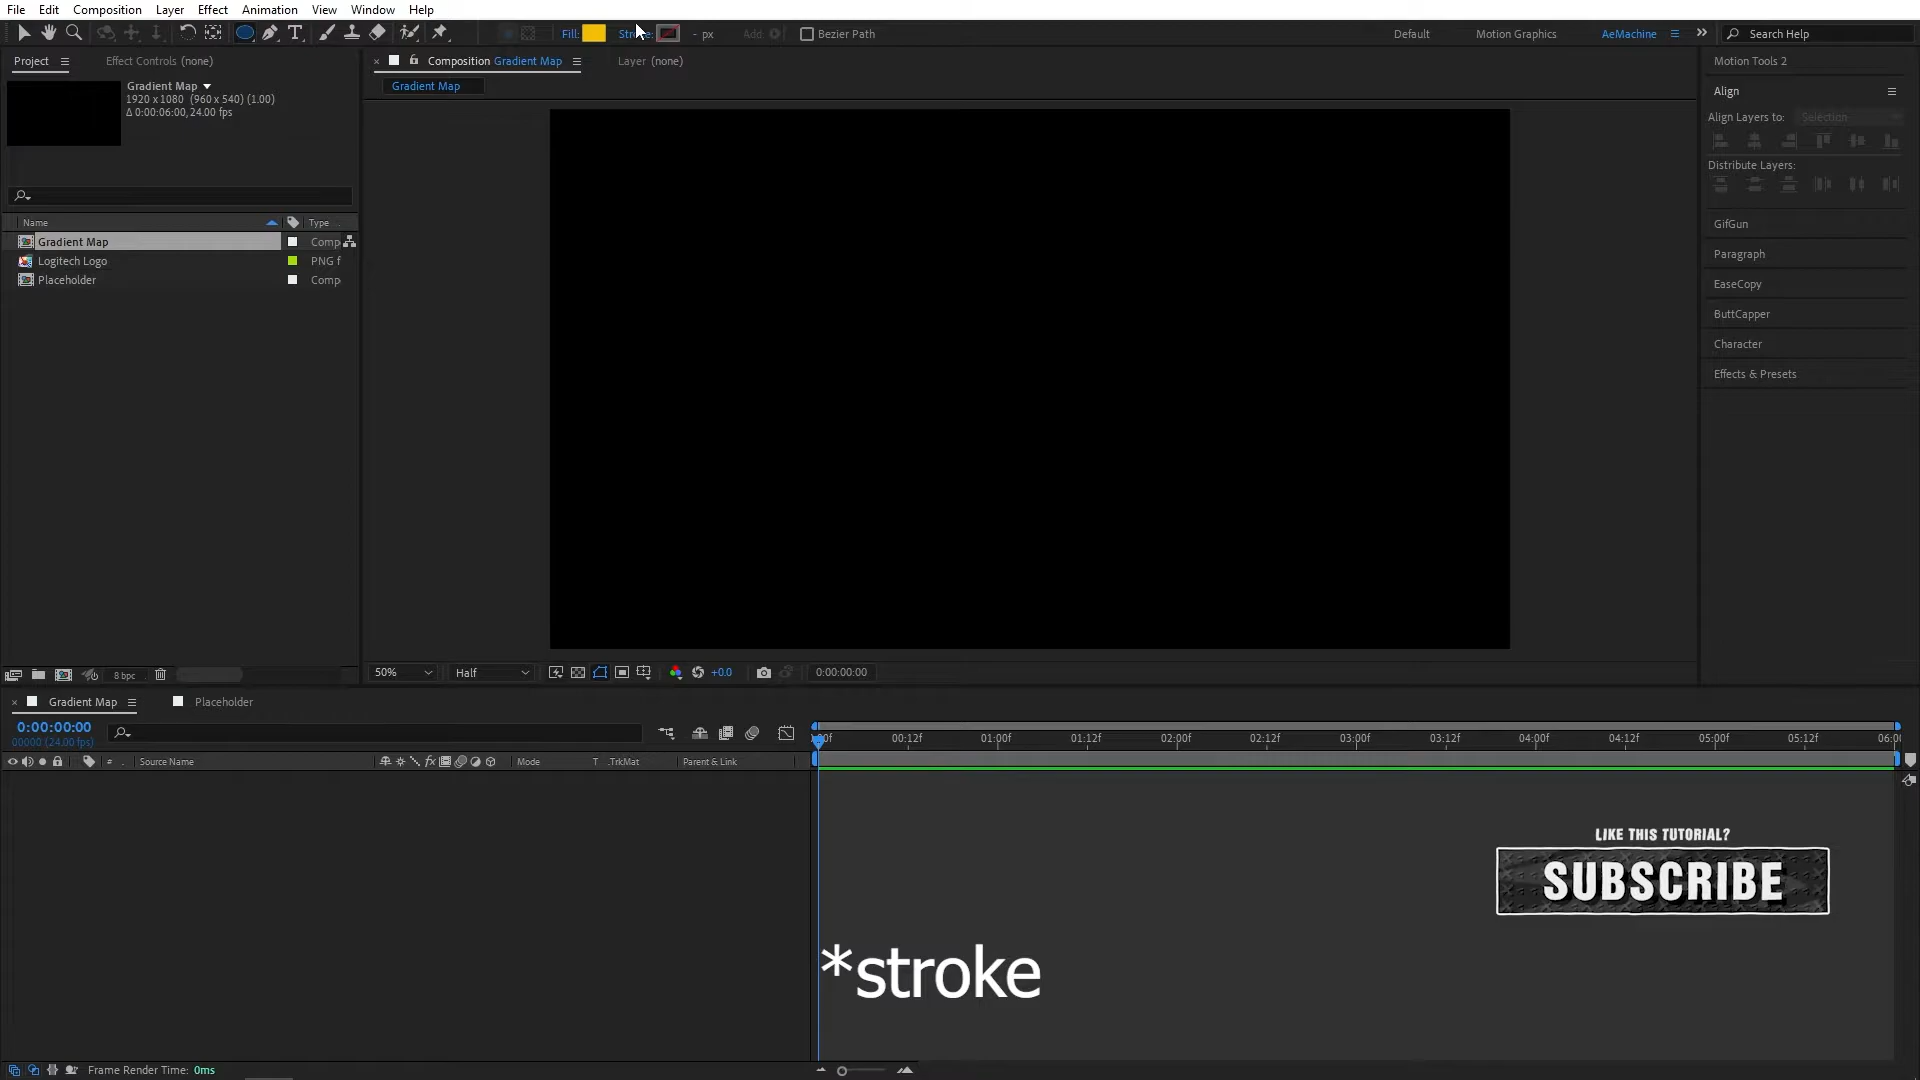 File Edit Composition Layer Effect Animation View Window Help
Fill: Stroke: - px Add: Bezier Path Default Motion Graphics AeMachine Search Help
Project Effect Controls (none)
Composition Gradient Map Layer (none)
Gradient Map
Gradient Map
1920 x 1080 (960 x 540) (1.00)
Δ 0:00:06:00, 24.00 fps
Name Type
Gradient Map Comp
Logitech Logo PNG f
Placeholder Comp
8 bpc
50% Half +0.0 0:00:00:00
Motion Tools 2
Align
Align Layers to: Selection
Distribute Layers:
GifGun
Paragraph
EaseCopy
ButtCapper
Character
Effects & Presets
Gradient Map Placeholder
0:00:00:00
00000 (24.00 fps)
# Source Name Mode T .TrkMat Parent & Link
:00f 00:12f 01:00f 01:12f 02:00f 02:12f 03:00f 03:12f 04:00f 04:12f 05:00f 05:12f 06:00
LIKE THIS TUTORIAL?
SUBSCRIBE
*stroke
Frame Render Time: 0ms